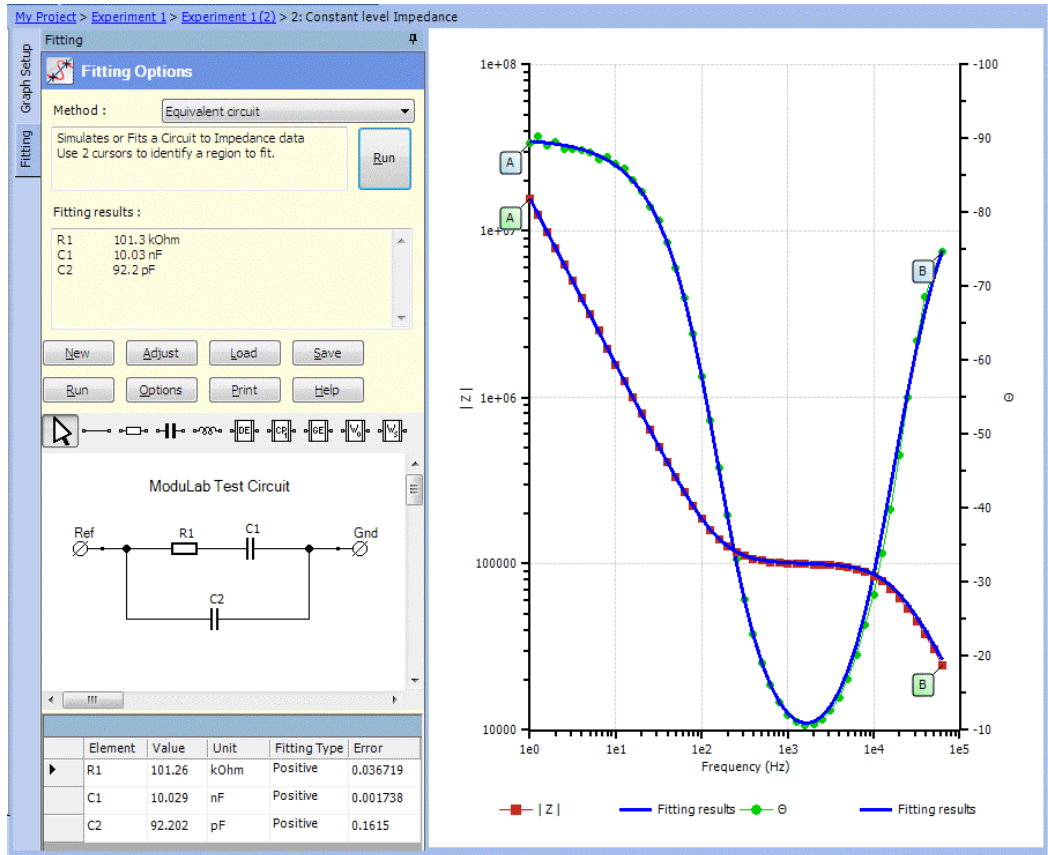 My Project > Experiment 1 > Experiment 1 (2) > 2: Constant level Impedance
Graph Setup
Fitting
Fitting
Fitting Options
Method :
Equivalent circuit
Simulates or Fits a Circuit to Impedance data
Use 2 cursors to identify a region to fit.
Run
Fitting results :
R1 101.3 kOhm
C1 10.03 nF
C2 92.2 pF
New Adjust Load Save
Run Options Print Help
DE CPE GE Wo Ws
ModuLab Test Circuit
Ref R1 C1 Gnd
C2
Element Value Unit Fitting Type Error
R1 101.26 kOhm Positive 0.036719
C1 10.029 nF Positive 0.001738
C2 92.202 pF Positive 0.1615
1e+08
1e+07
1e+06
100000
10000
| Z |
A
A
B
B
-100
-90
-80
-70
-60
-50
-40
-30
-20
-10
Θ
1e0 1e1 1e2 1e3 1e4 1e5
Frequency (Hz)
| Z | Fitting results Θ Fitting results